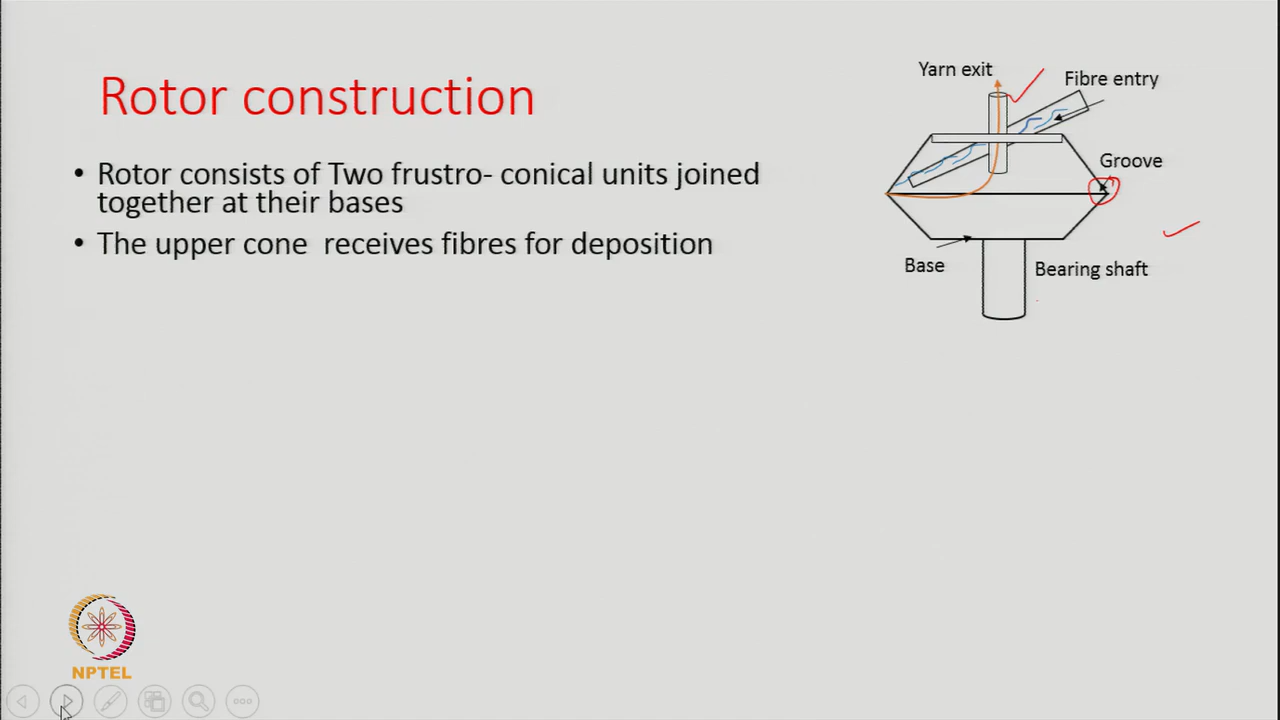 Rotor construction
• Rotor consists of Two frustro- conical units joined
together at their bases
• The upper cone  receives fibres for deposition
Yarn exit
Fibre entry
Groove
Base
Bearing shaft
NPTEL